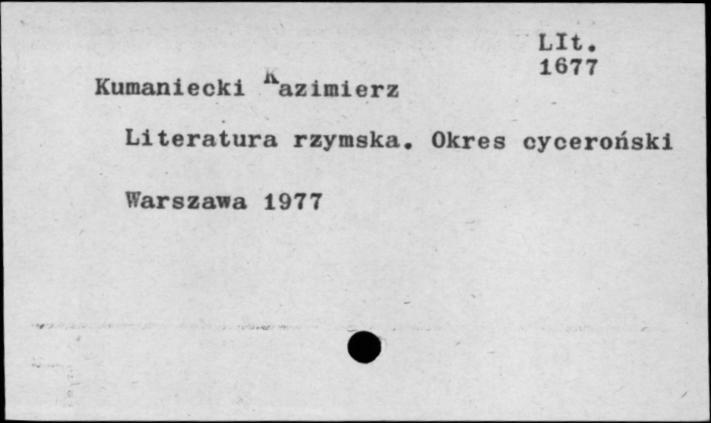 LIt.
1677
Kumaniecki Kazimierz
Literatura rzymska. Okres cyceroński
Warszawa 1977